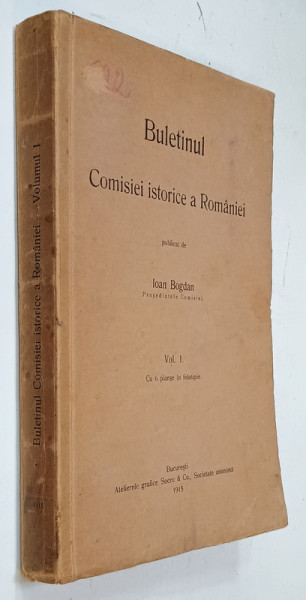 Buletinul
Comisiei istorice a României
publicat de
Ioan Bogdan
Președintele Comisiei
Vol. I.
Cu 6 planșe în fototipie.
București
Atelierele grafice Socec & Co., Societate anonimă
1915
Buletinul Comisiei istorice a României.—Volumul I